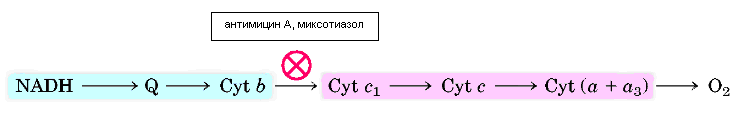 антимицин А, миксотиазол
NADH → Q → Cyt b → Cyt c₁ → Cyt c → Cyt (a + a₃) → O₂